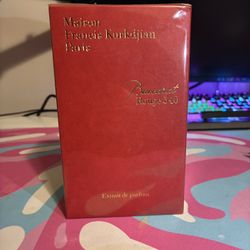 Maison
Francis Kurkdjian
Paris
Baccarat
Rouge 540
Extrait de parfum